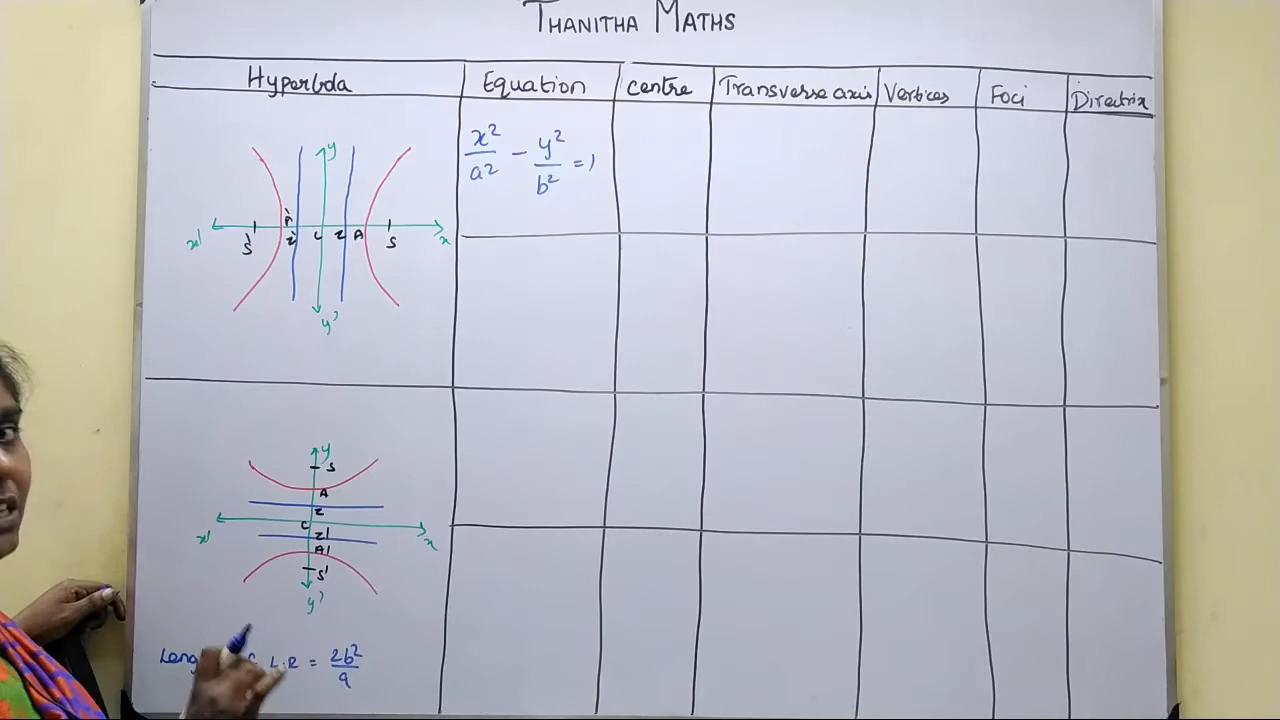 THANITHA MATHS
Hyperbola Equation centre Transverse axis Vertices Foci Directrix
x²/a² − y²/b² = 1
y
x' S' A' Z' C Z A S x
y'
y
S
A
Z
C
x' Z' x
A'
S'
y'
L.R = 2b²/a